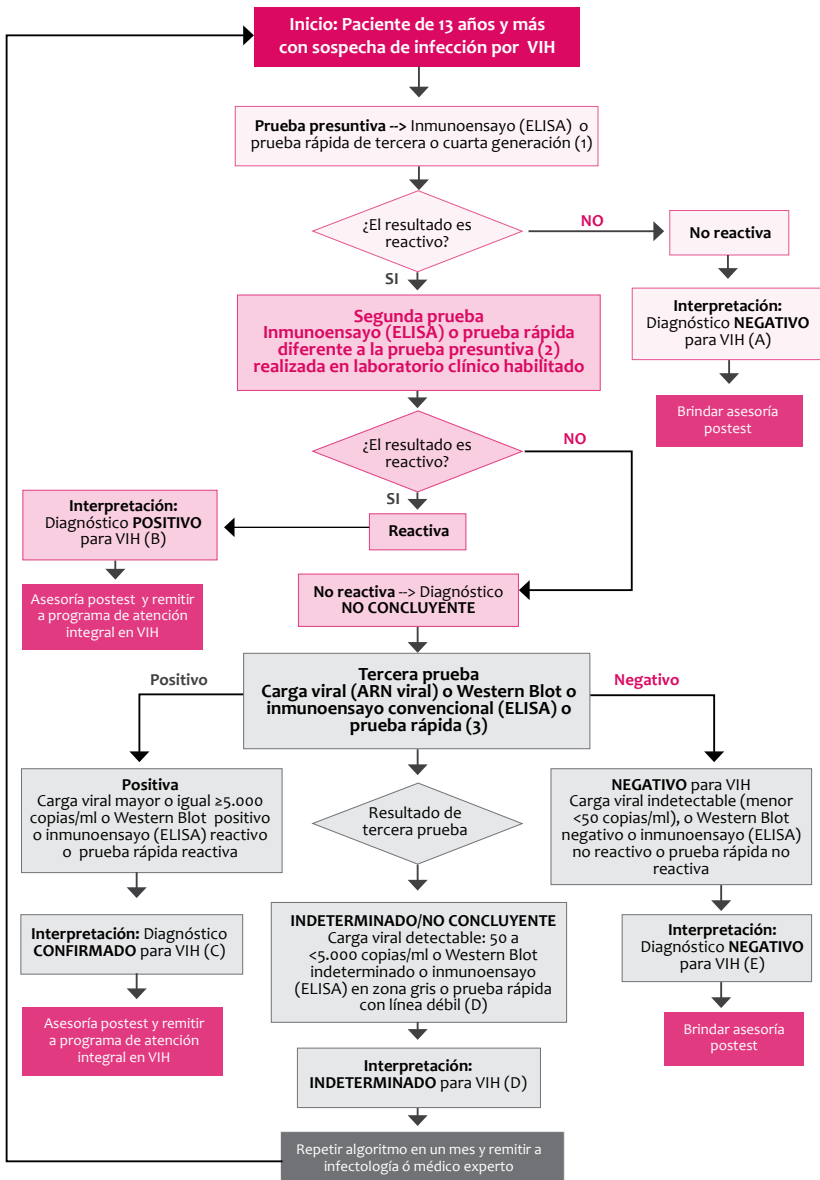 Inicio: Paciente de 13 años y más
con sospecha de infección por VIH
Prueba presuntiva --> Inmunoensayo (ELISA) o
prueba rápida de tercera o cuarta generación (1)
¿El resultado es
reactivo?
NO
No reactiva
SI
Interpretación:
Diagnóstico NEGATIVO
para VIH (A)
Brindar asesoría
postest
Segunda prueba
Inmunoensayo (ELISA) o prueba rápida
diferente a la prueba presuntiva (2)
realizada en laboratorio clínico habilitado
¿El resultado es
reactivo?
NO
SI
Reactiva
Interpretación:
Diagnóstico POSITIVO
para VIH (B)
Asesoría postest y remitir
a programa de atención
integral en VIH
No reactiva --> Diagnóstico
NO CONCLUYENTE
Tercera prueba
Carga viral (ARN viral) o Western Blot o
inmunoensayo convencional (ELISA) o
prueba rápida (3)
Positivo
Negativo
Positiva
Carga viral mayor o igual ≥5.000
copias/ml o Western Blot positivo
o inmunoensayo (ELISA) reactivo
o prueba rápida reactiva
Resultado de
tercera prueba
NEGATIVO para VIH
Carga viral indetectable (menor
<50 copias/ml), o Western Blot
negativo o inmunoensayo (ELISA)
no reactivo o prueba rápida no
reactiva
Interpretación: Diagnóstico
CONFIRMADO para VIH (C)
INDETERMINADO/NO CONCLUYENTE
Carga viral detectable: 50 a
<5.000 copias/ml o Western Blot
indeterminado o inmunoensayo
(ELISA) en zona gris o prueba rápida
con línea débil (D)
Interpretación:
Diagnóstico NEGATIVO
para VIH (E)
Asesoría postest y remitir
a programa de atención
integral en VIH
Brindar asesoría
postest
Interpretación:
INDETERMINADO para VIH (D)
Repetir algoritmo en un mes y remitir a
infectología ó médico experto